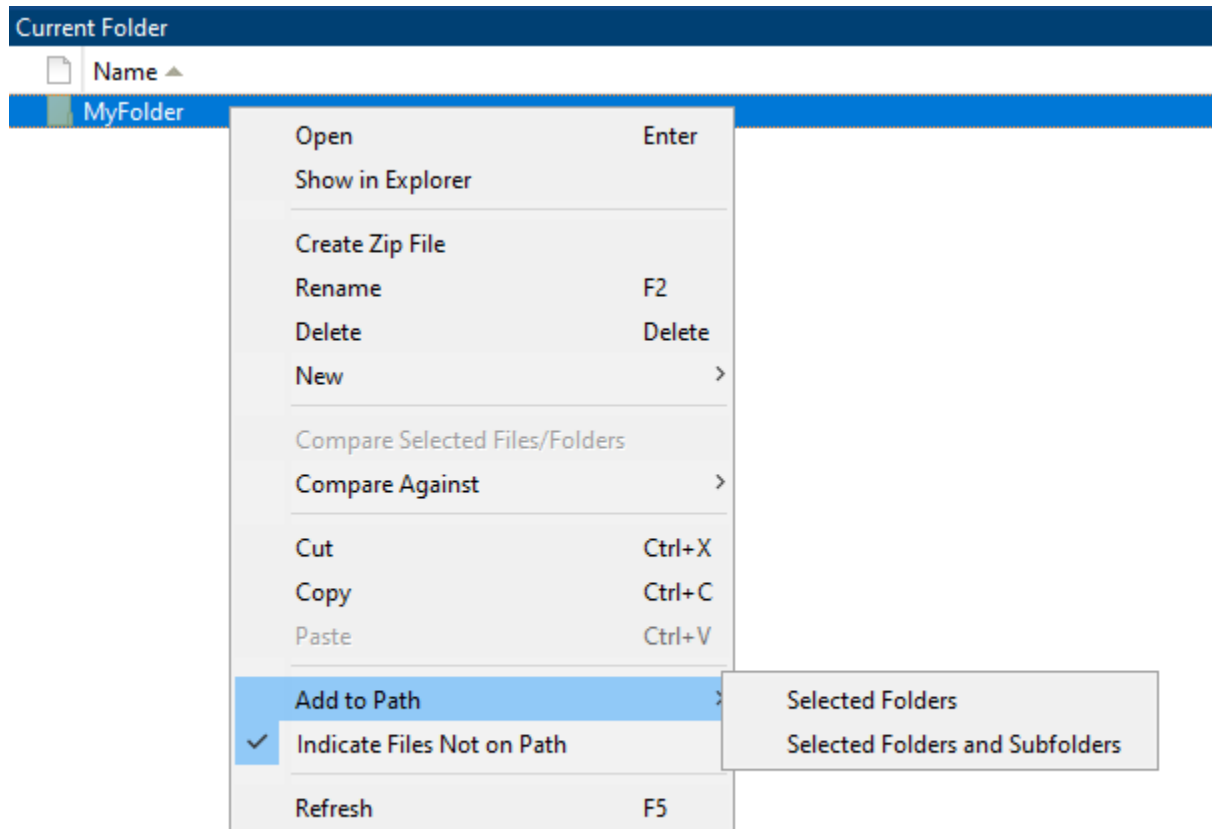 Current Folder
Name
MyFolder
Open Enter
Show in Explorer
Create Zip File
Rename F2
Delete Delete
New
Compare Selected Files/Folders
Compare Against
Cut Ctrl+X
Copy Ctrl+C
Paste Ctrl+V
Add to Path
Selected Folders
Indicate Files Not on Path
Selected Folders and Subfolders
Refresh F5